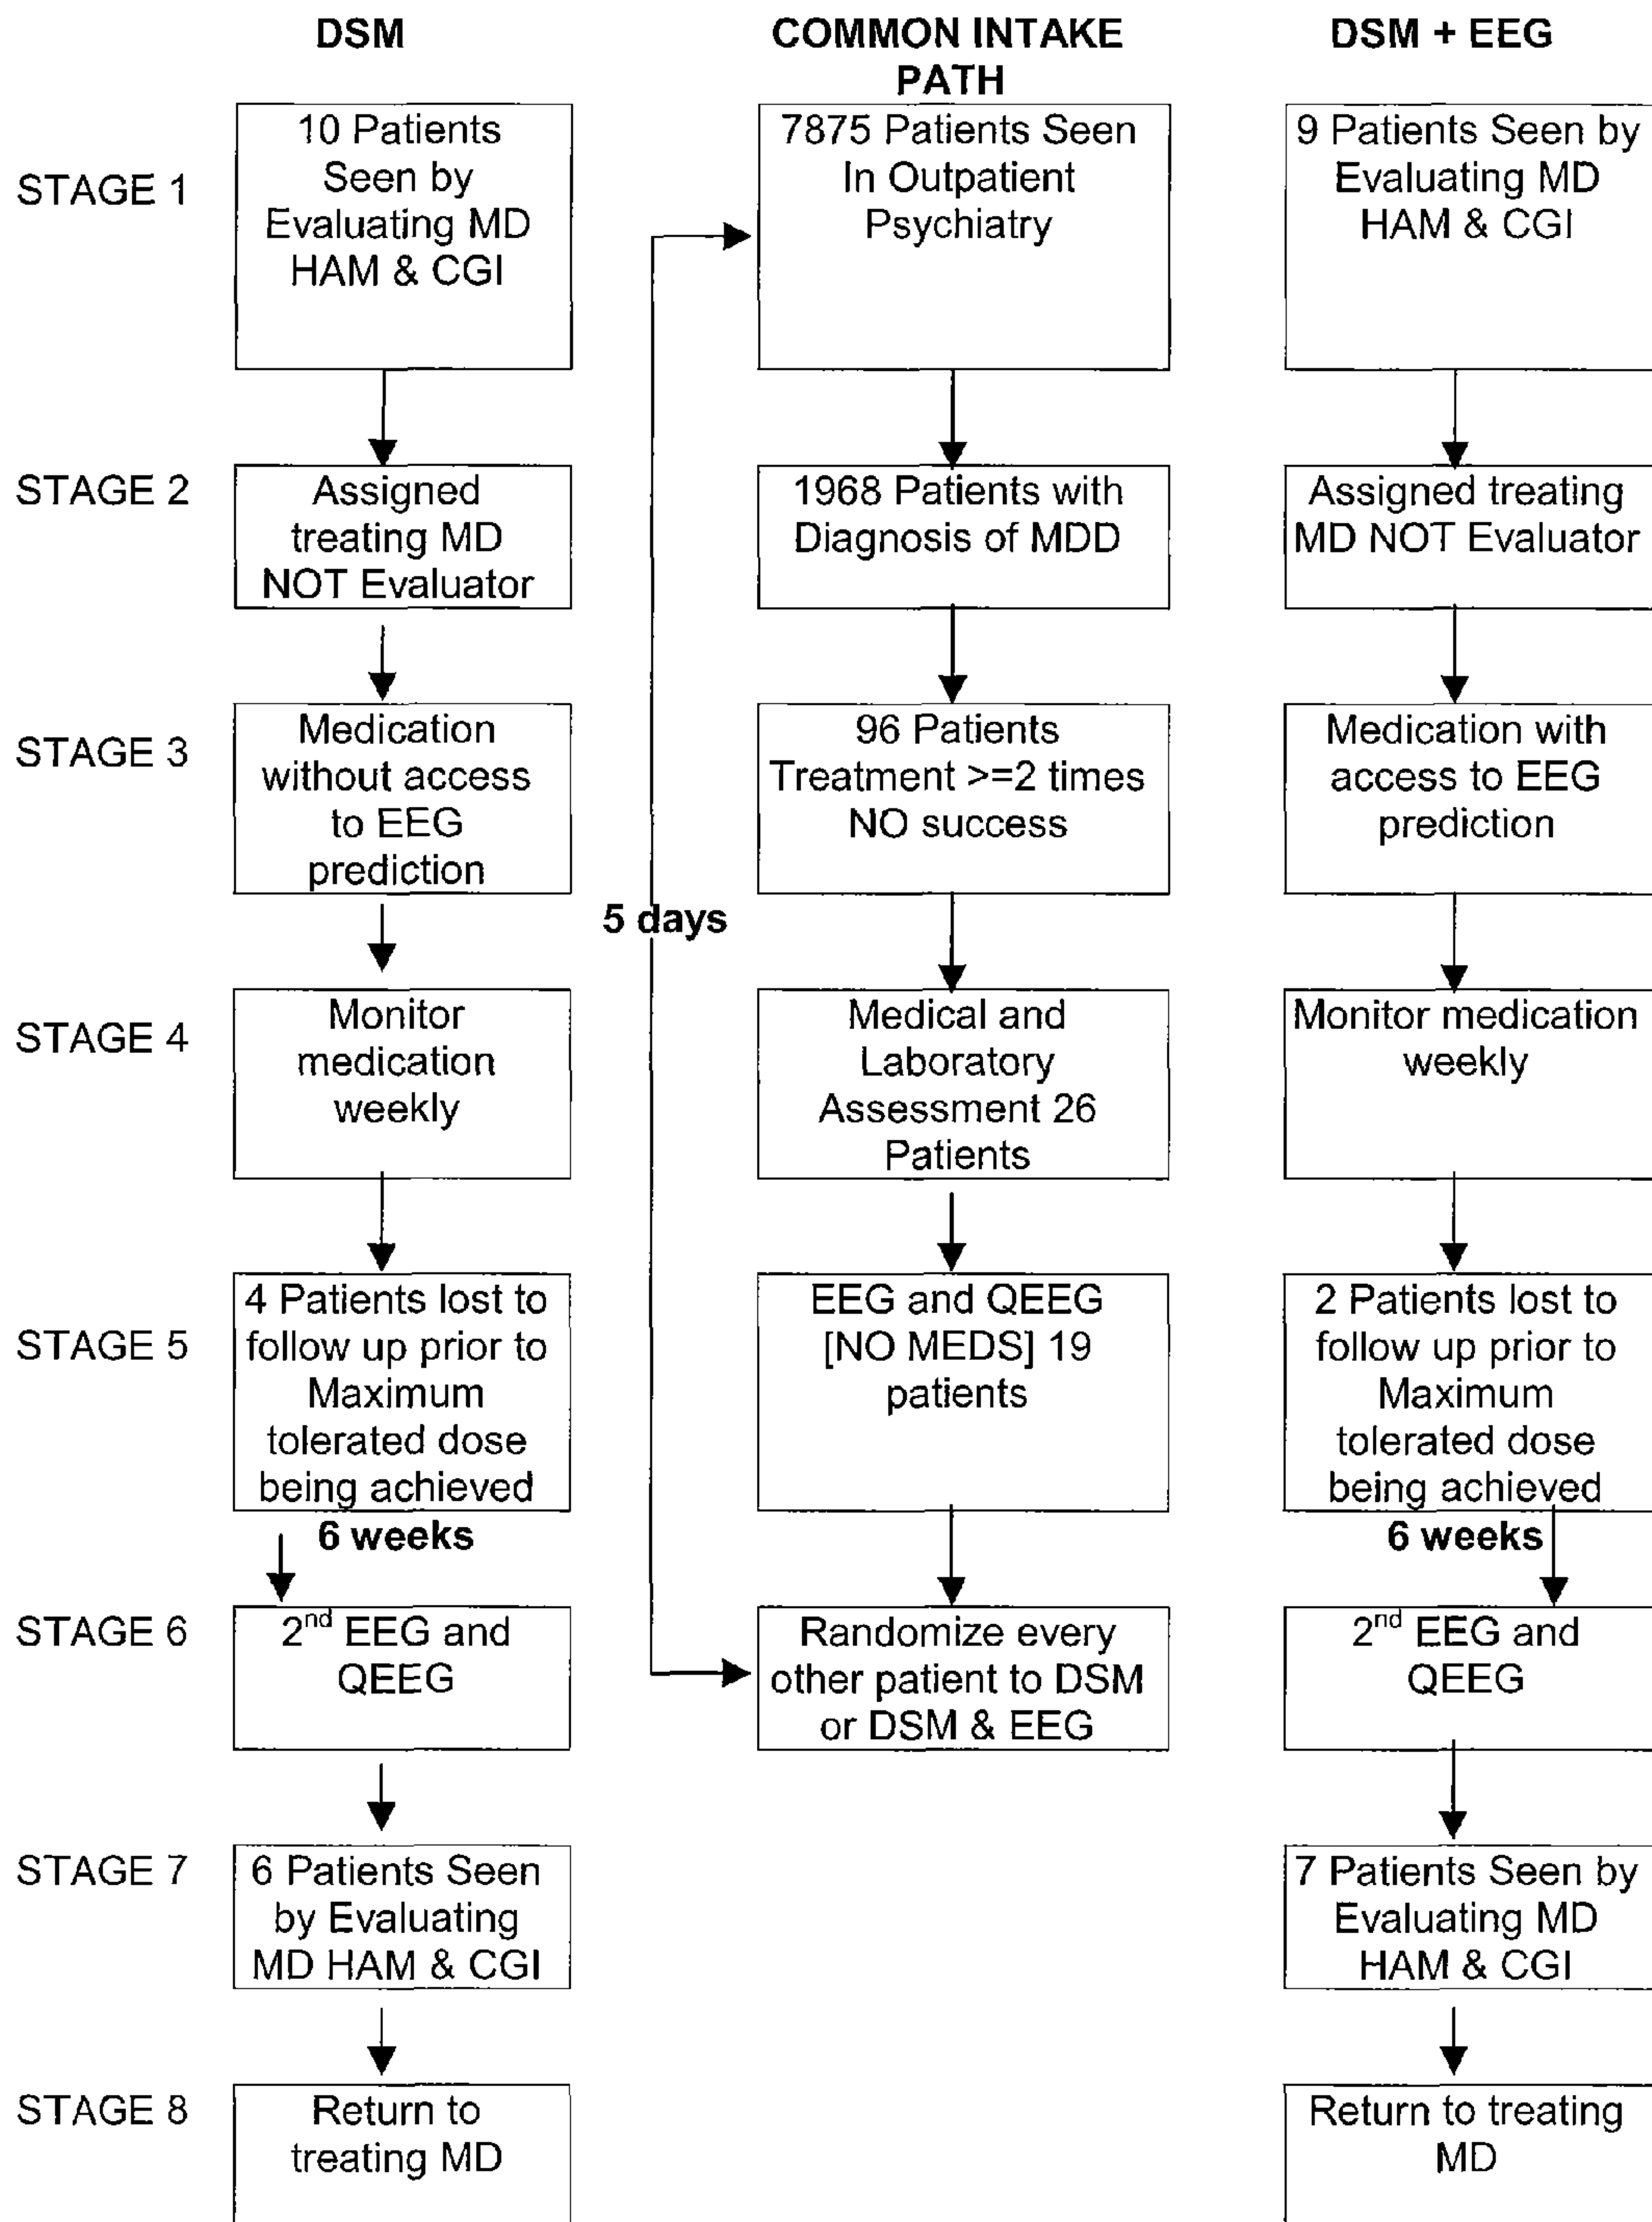 DSM
COMMON INTAKE
PATH
DSM + EEG
STAGE 1
10 Patients
Seen by
Evaluating MD
HAM & CGI
7875 Patients Seen
In Outpatient
Psychiatry
9 Patients Seen by
Evaluating MD
HAM & CGI
STAGE 2
Assigned
treating MD
NOT Evaluator
1968 Patients with
Diagnosis of MDD
Assigned treating
MD NOT Evaluator
STAGE 3
Medication
without access
to EEG
prediction
96 Patients
Treatment >=2 times
NO success
Medication with
access to EEG
prediction
5 days
STAGE 4
Monitor
medication
weekly
Medical and
Laboratory
Assessment 26
Patients
Monitor medication
weekly
STAGE 5
4 Patients lost to
follow up prior to
Maximum
tolerated dose
being achieved
EEG and QEEG
[NO MEDS] 19
patients
2 Patients lost to
follow up prior to
Maximum
tolerated dose
being achieved
6 weeks
6 weeks
STAGE 6
2nd EEG and
QEEG
Randomize every
other patient to DSM
or DSM & EEG
2nd EEG and
QEEG
STAGE 7
6 Patients Seen
by Evaluating
MD HAM & CGI
7 Patients Seen by
Evaluating MD
HAM & CGI
STAGE 8
Return to
treating MD
Return to treating
MD